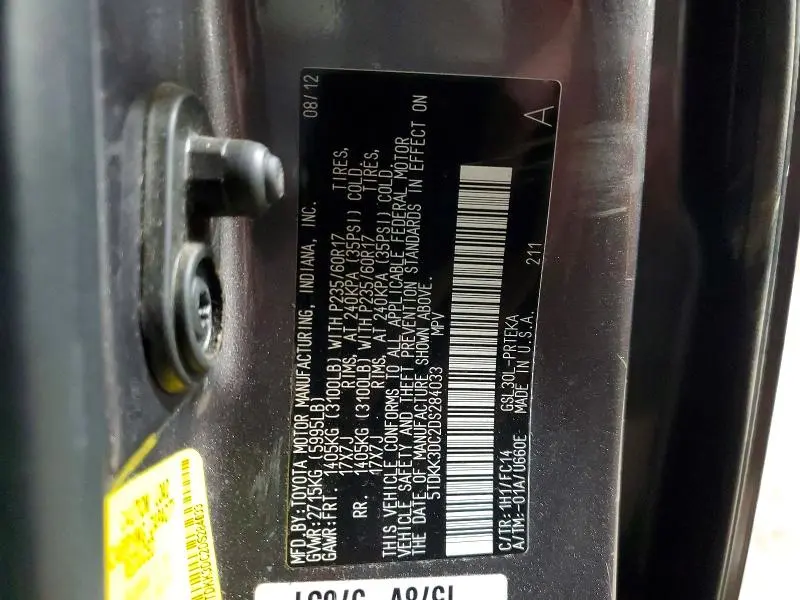 MFD.BY:TOYOTA MOTOR MANUFACTURING, INDIANA, INC. 08/12
GVWR:2715KG (5995LB)
GAWR:FRT. 1405KG (3100LB) WITH P235/60R17 TIRES,
17X7J RIMS, AT 240KPA (35PSI) COLD
RR. 1405KG (3100LB) WITH P235/60R17 TIRES,
17X7J RIMS, AT 240KPA (35PSI) COLD.
THIS VEHICLE CONFORMS TO ALL APPLICABLE FEDERAL MOTOR
VEHICLE SAFETY AND THEFT PREVENTION STANDARDS IN EFFECT ON
THE DATE OF MANUFACTURE SHOWN ABOVE.
5TDKK3DC2DS284033 MPV
211
C/TR:1H1/FC14 GSL30L-PRTEKA
A/TM:-01A/U660E MADE IN U.S.A. A
5TDKK3DC2DS284033